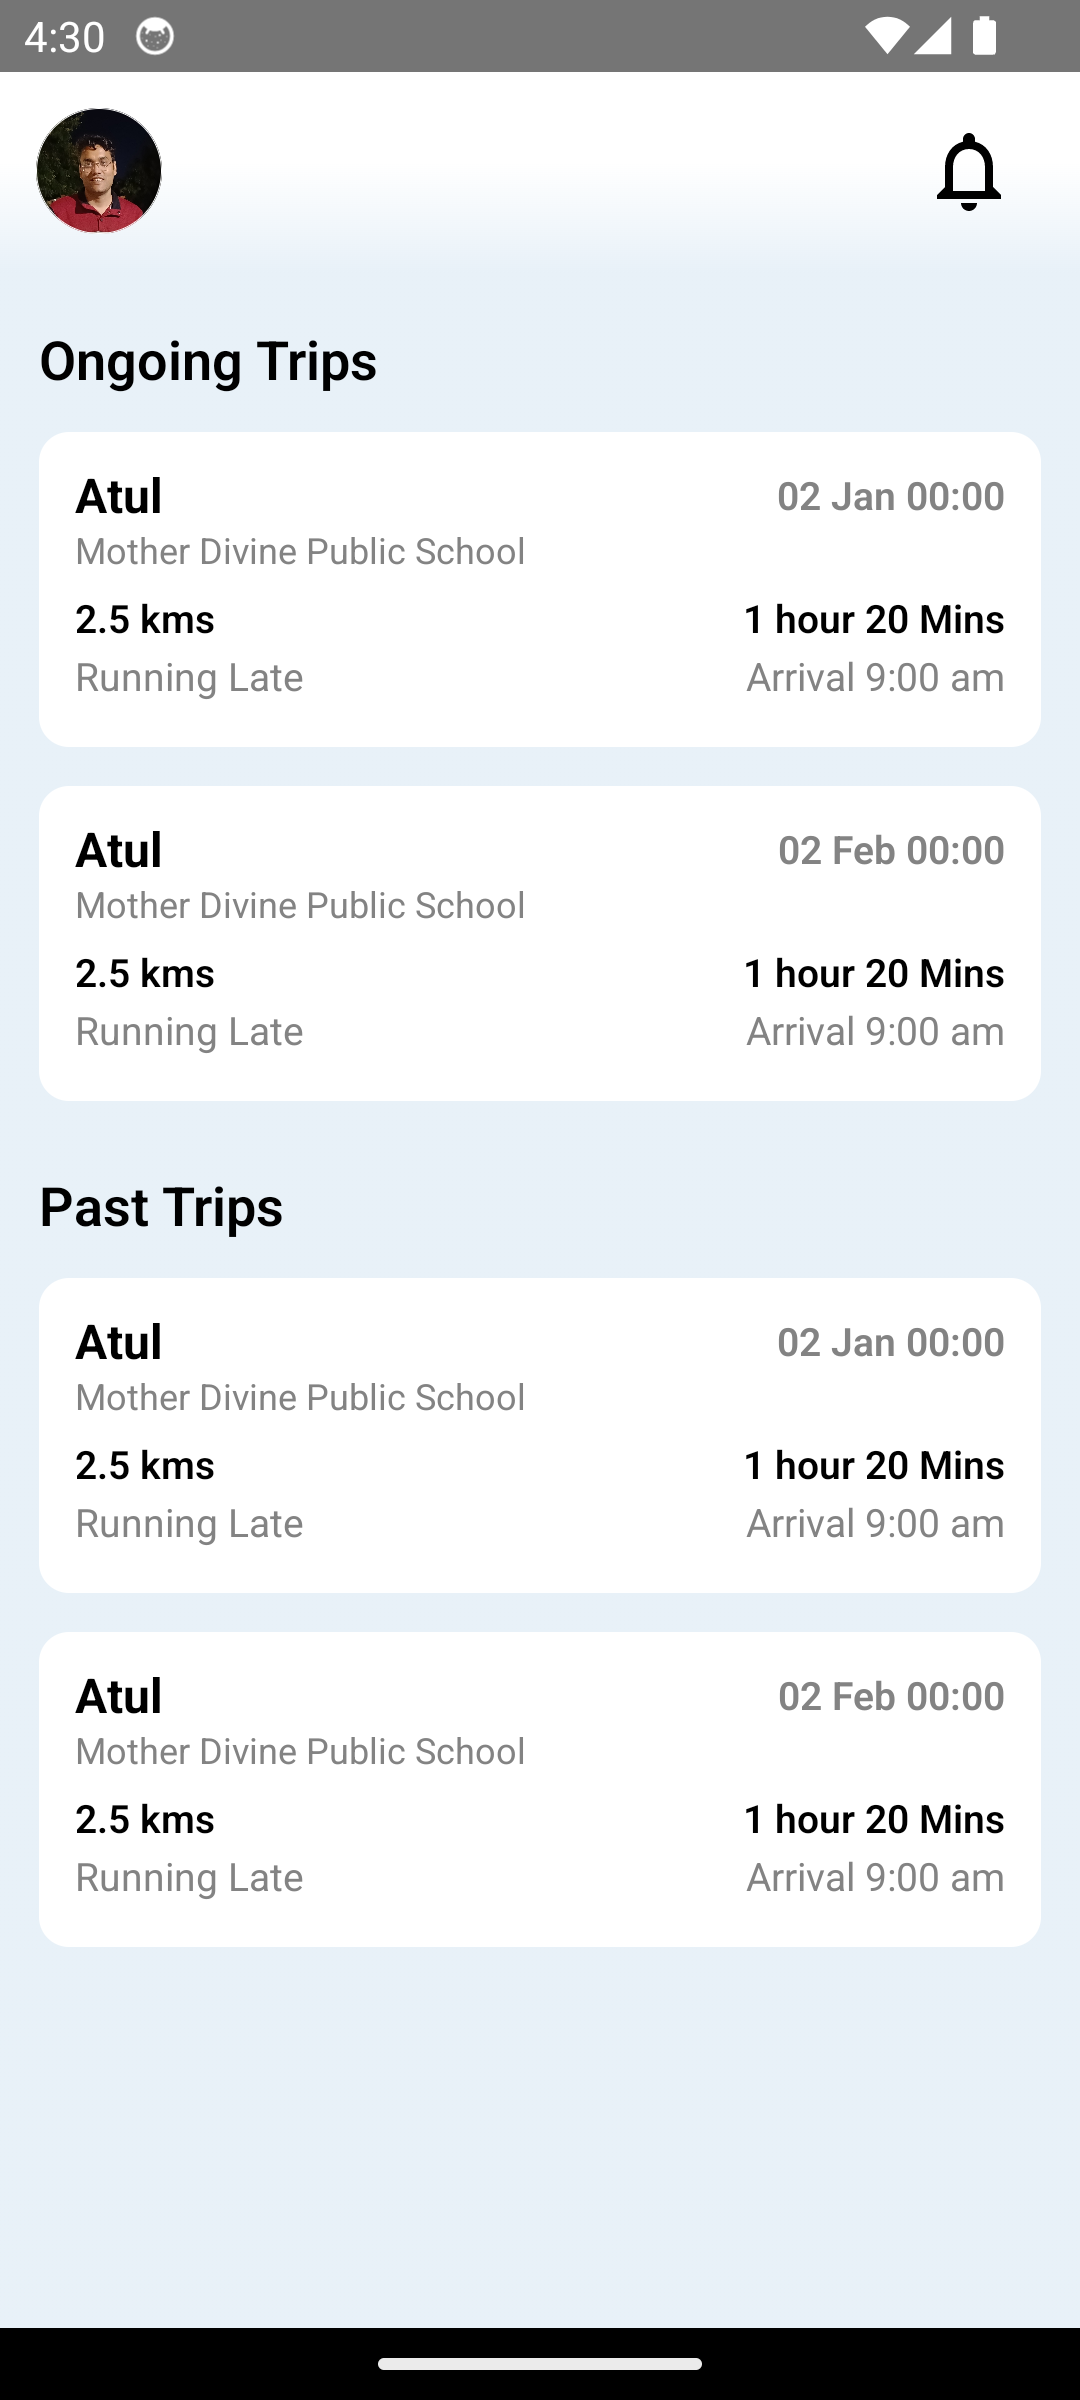 4:30
Ongoing Trips
Atul 02 Jan 00:00
Mother Divine Public School
2.5 kms 1 hour 20 Mins
Running Late Arrival 9:00 am
Atul 02 Feb 00:00
Mother Divine Public School
2.5 kms 1 hour 20 Mins
Running Late Arrival 9:00 am
Past Trips
Atul 02 Jan 00:00
Mother Divine Public School
2.5 kms 1 hour 20 Mins
Running Late Arrival 9:00 am
Atul 02 Feb 00:00
Mother Divine Public School
2.5 kms 1 hour 20 Mins
Running Late Arrival 9:00 am